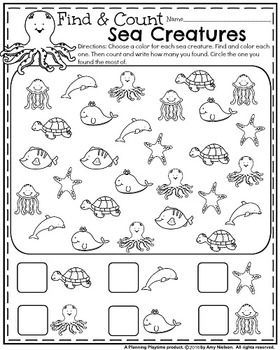 Find & Count Name
Sea Creatures
Directions: Choose a color for each sea creature. Find and color each
one. Then count and write how many you found. Circle the one you
found the most of.
A Planning Playtime product. ©2016 by Amy Nielson. All rights reserved.